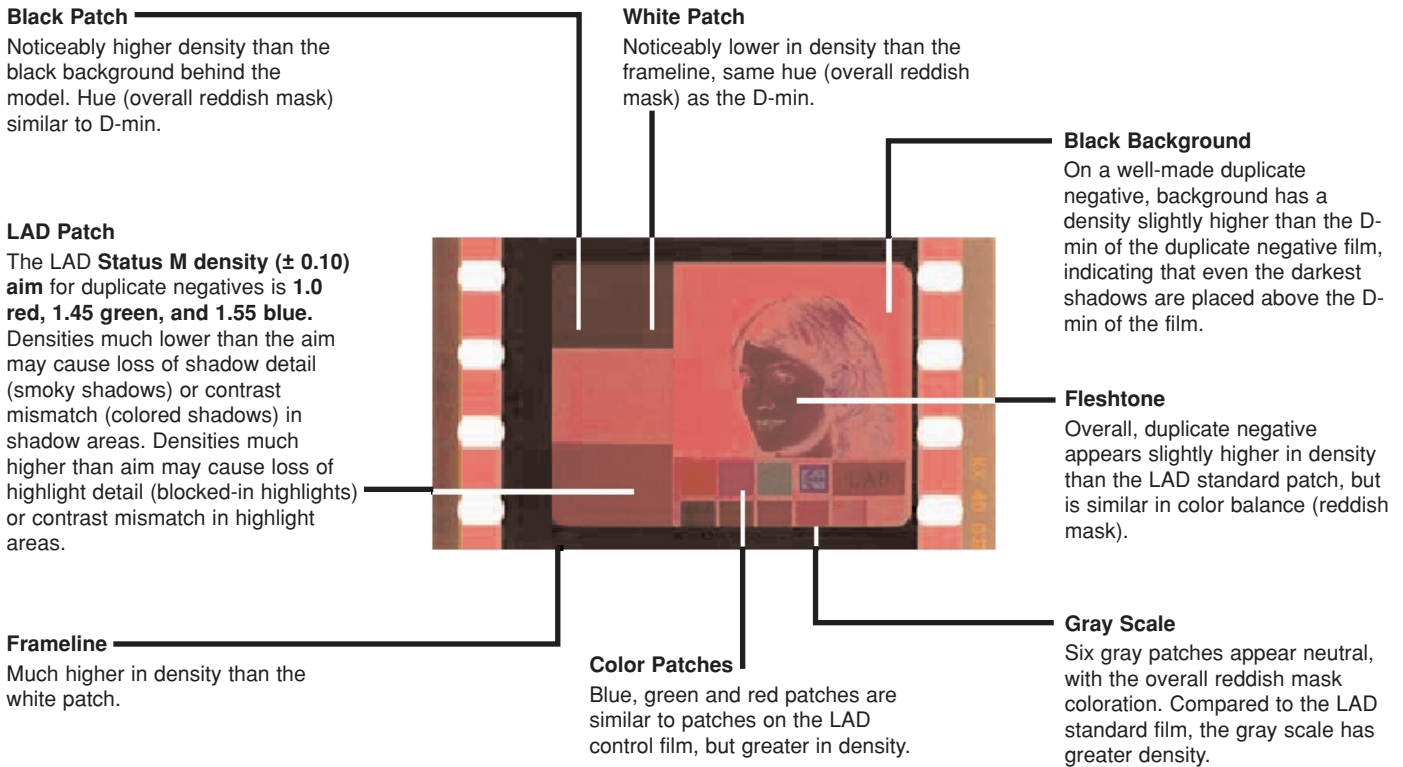 Black Patch
Noticeably higher density than the
black background behind the
model. Hue (overall reddish mask)
similar to D-min.
White Patch
Noticeably lower in density than the
frameline, same hue (overall reddish
mask) as the D-min.
Black Background
On a well-made duplicate
negative, background has a
density slightly higher than the D-
min of the duplicate negative film,
indicating that even the darkest
shadows are placed above the D-
min of the film.
LAD Patch
The LAD Status M density (± 0.10)
aim for duplicate negatives is 1.0
red, 1.45 green, and 1.55 blue.
Densities much lower than the aim
may cause loss of shadow detail
(smoky shadows) or contrast
mismatch (colored shadows) in
shadow areas. Densities much
higher than aim may cause loss of
highlight detail (blocked-in highlights)
or contrast mismatch in highlight
areas.
Fleshtone
Overall, duplicate negative
appears slightly higher in density
than the LAD standard patch, but
is similar in color balance (reddish
mask).
LAD
Frameline
Much higher in density than the
white patch.
Color Patches
Blue, green and red patches are
similar to patches on the LAD
control film, but greater in density.
Gray Scale
Six gray patches appear neutral,
with the overall reddish mask
coloration. Compared to the LAD
standard film, the gray scale has
greater density.